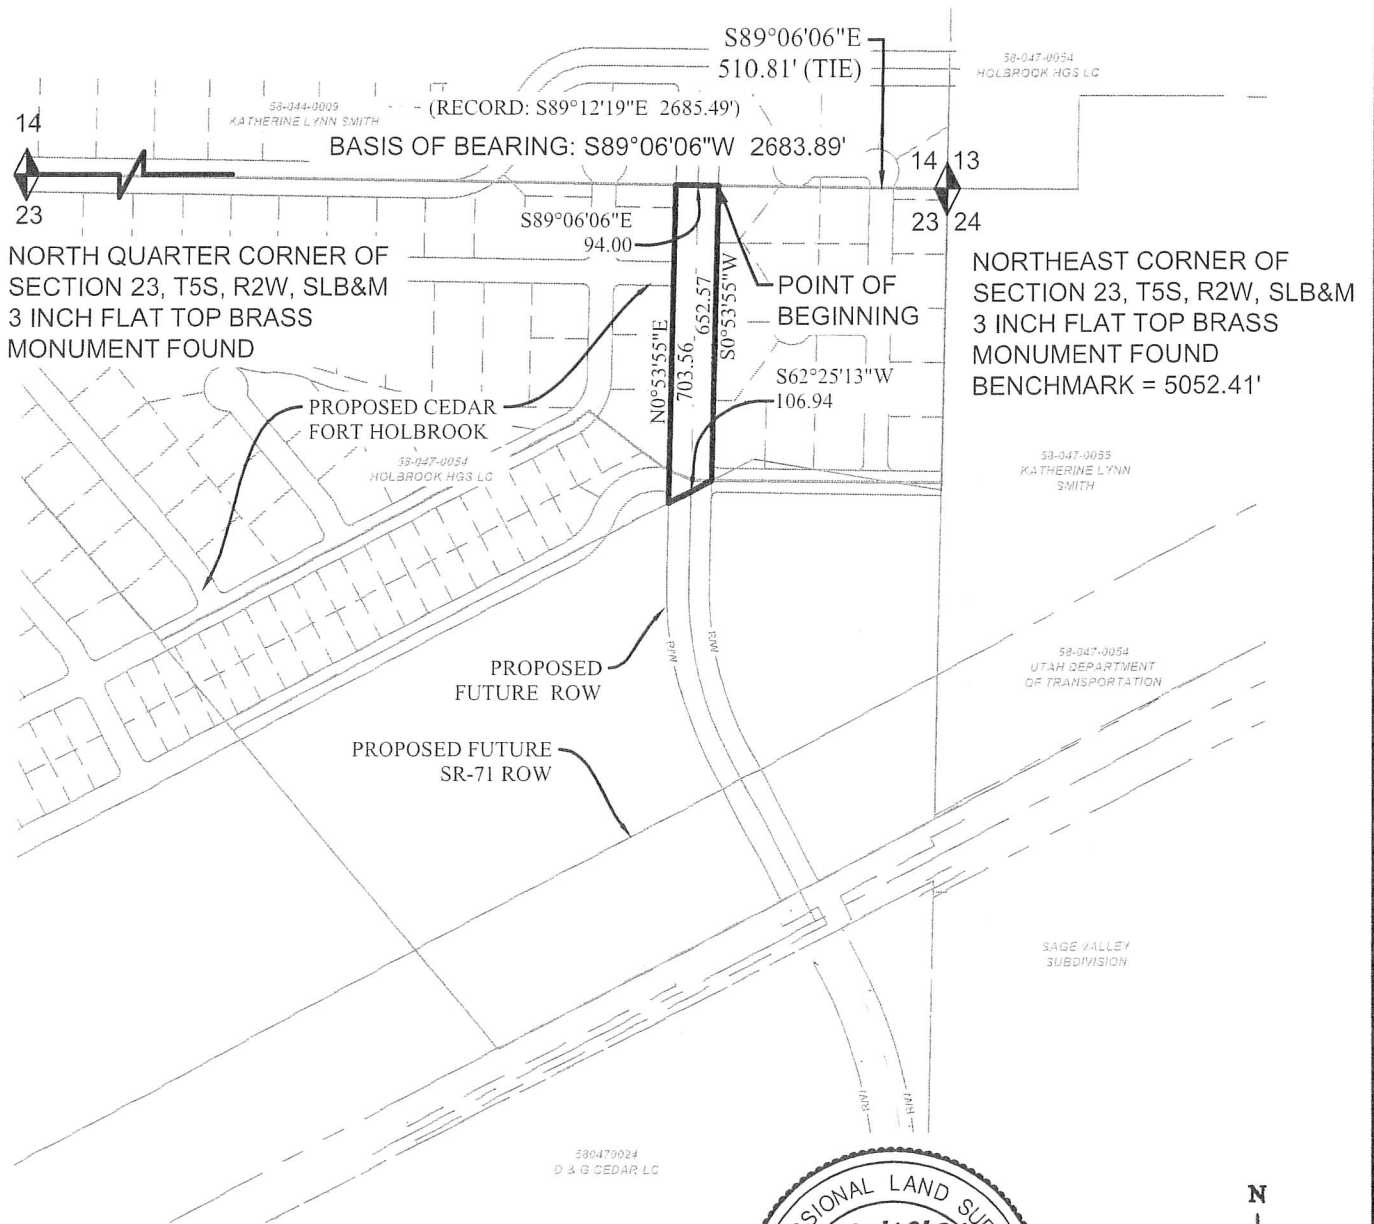 S89°06'06"E
510.81' (TIE)
58-047-0054
HOLBROOK HGS LC
58-044-0009
KATHERINE LYNN SMITH
(RECORD: S89°12'19"E 2685.49')
BASIS OF BEARING: S89°06'06"W 2683.89'
14
23
14 13
23 24
S89°06'06"E
94.00
NORTH QUARTER CORNER OF
SECTION 23, T5S, R2W, SLB&M
3 INCH FLAT TOP BRASS
MONUMENT FOUND
POINT OF
BEGINNING
NORTHEAST CORNER OF
SECTION 23, T5S, R2W, SLB&M
3 INCH FLAT TOP BRASS
MONUMENT FOUND
BENCHMARK = 5052.41'
N0°53'55"E
703.56
652.57
S0°53'55"W
S62°25'13"W
106.94
PROPOSED CEDAR
FORT HOLBROOK
58-047-0054
HOLBROOK HGS LC
58-047-0055
KATHERINE LYNN
SMITH
R/W
R/W
PROPOSED
FUTURE ROW
58-047-0054
UTAH DEPARTMENT
OF TRANSPORTATION
PROPOSED FUTURE
SR-71 ROW
SAGE VALLEY
SUBDIVISION
580470024
D & G CEDAR LC
SIONAL LAND SUR
N